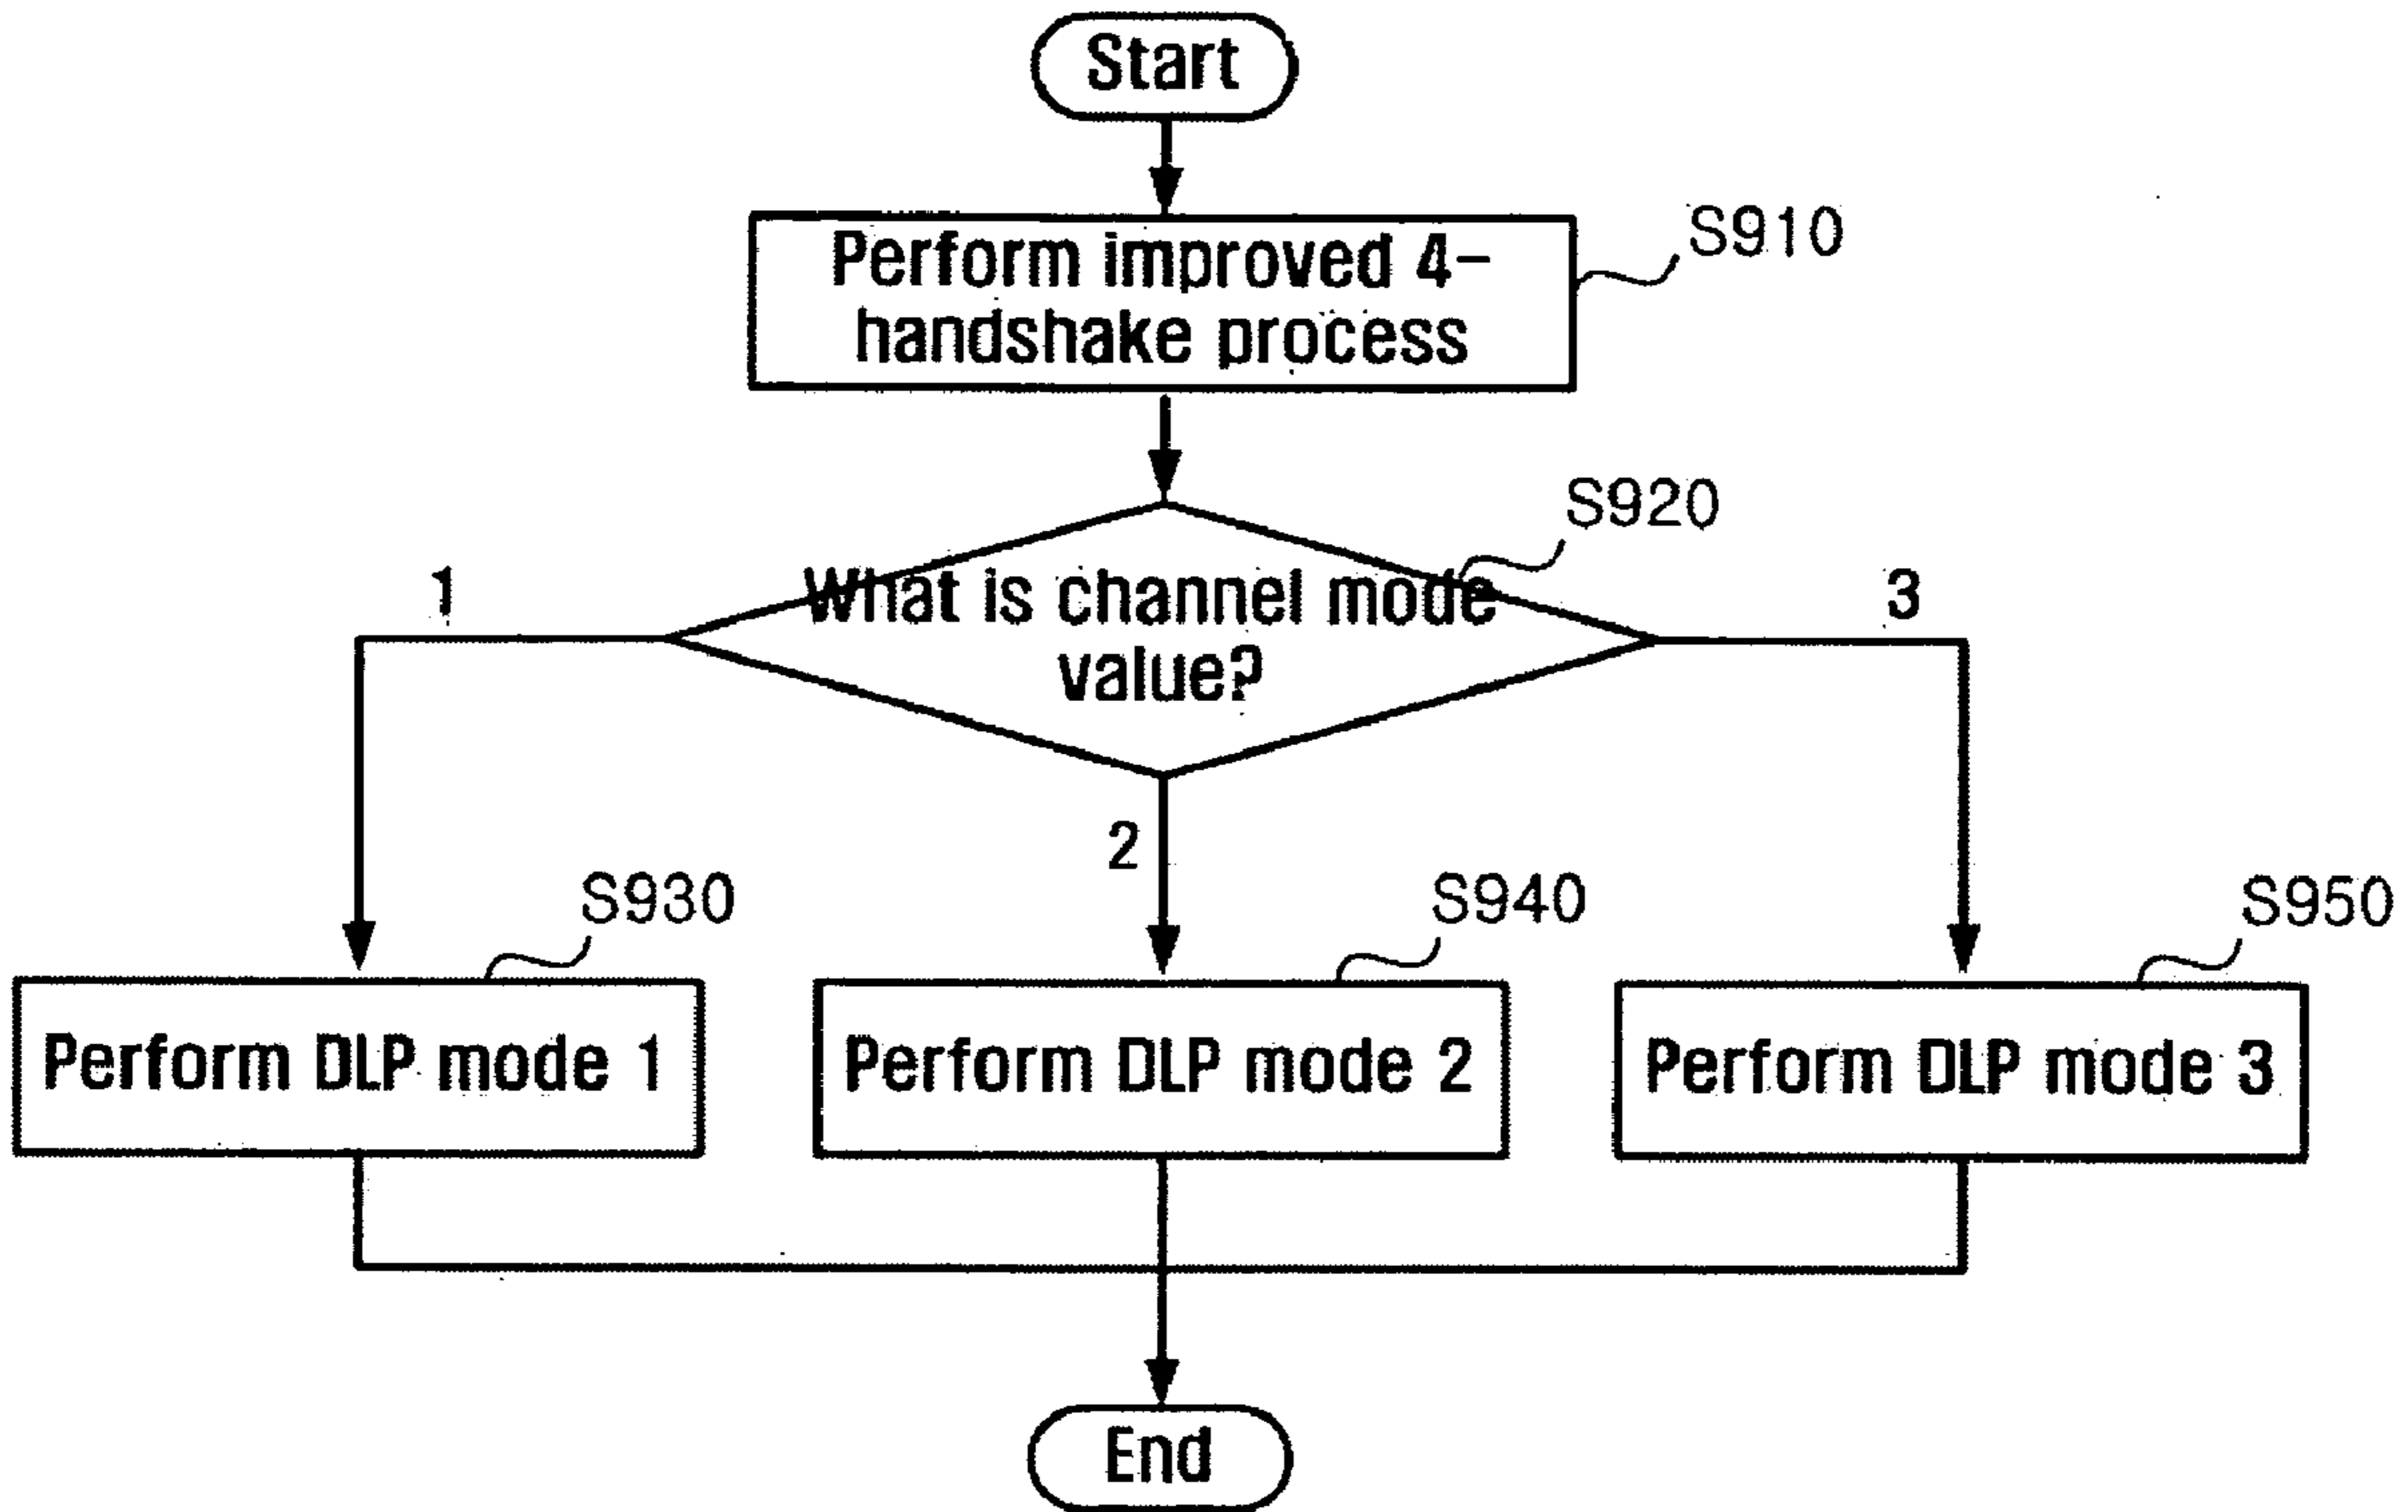 Start
S910
Perform improved 4-
handshake process
S920
What is channel mode
value?
1
3
2
S930
S940
S950
Perform DLP mode 1
Perform DLP mode 2
Perform DLP mode 3
End